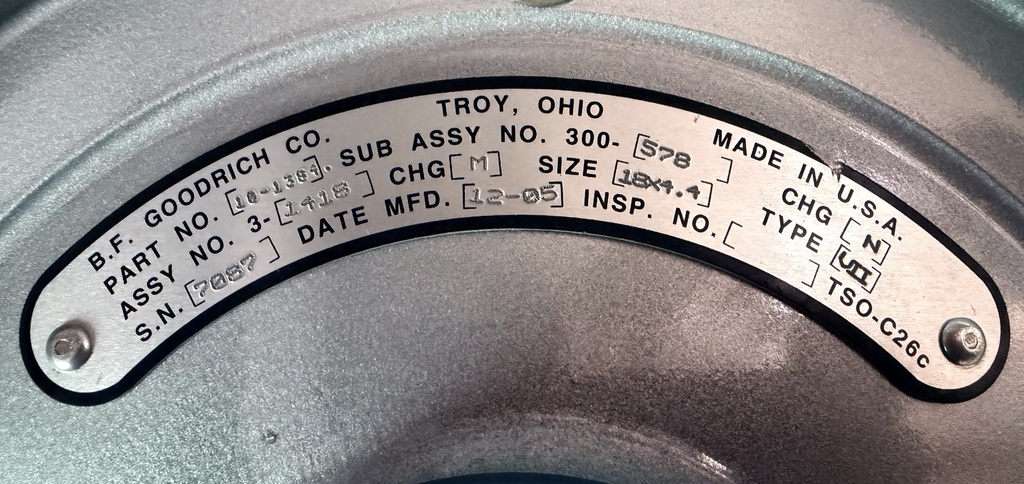 B.F. GOODRICH CO. TROY, OHIO MADE IN U.S.A.
PART NO. [10-1384]. SUB ASSY NO. 300-[578] CHG [N]
ASSY NO. 3-[1418] CHG [M] SIZE [18X4.4] TYPE [VII]
S.N. [7087] DATE MFD. [12-05] INSP. NO. [ ] TSO-C26c